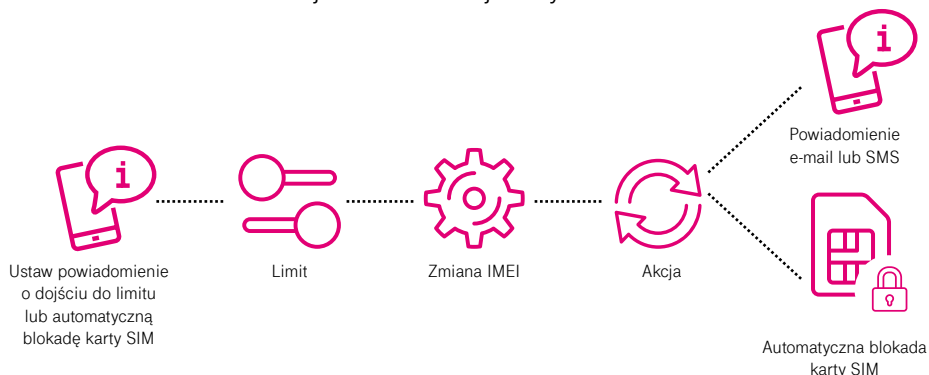 Ustaw powiadomienie
o dojściu do limitu
lub automatyczną
blokadę karty SIM
Limit
Zmiana IMEI
Akcja
Powiadomienie
e-mail lub SMS
Automatyczna blokada
karty SIM